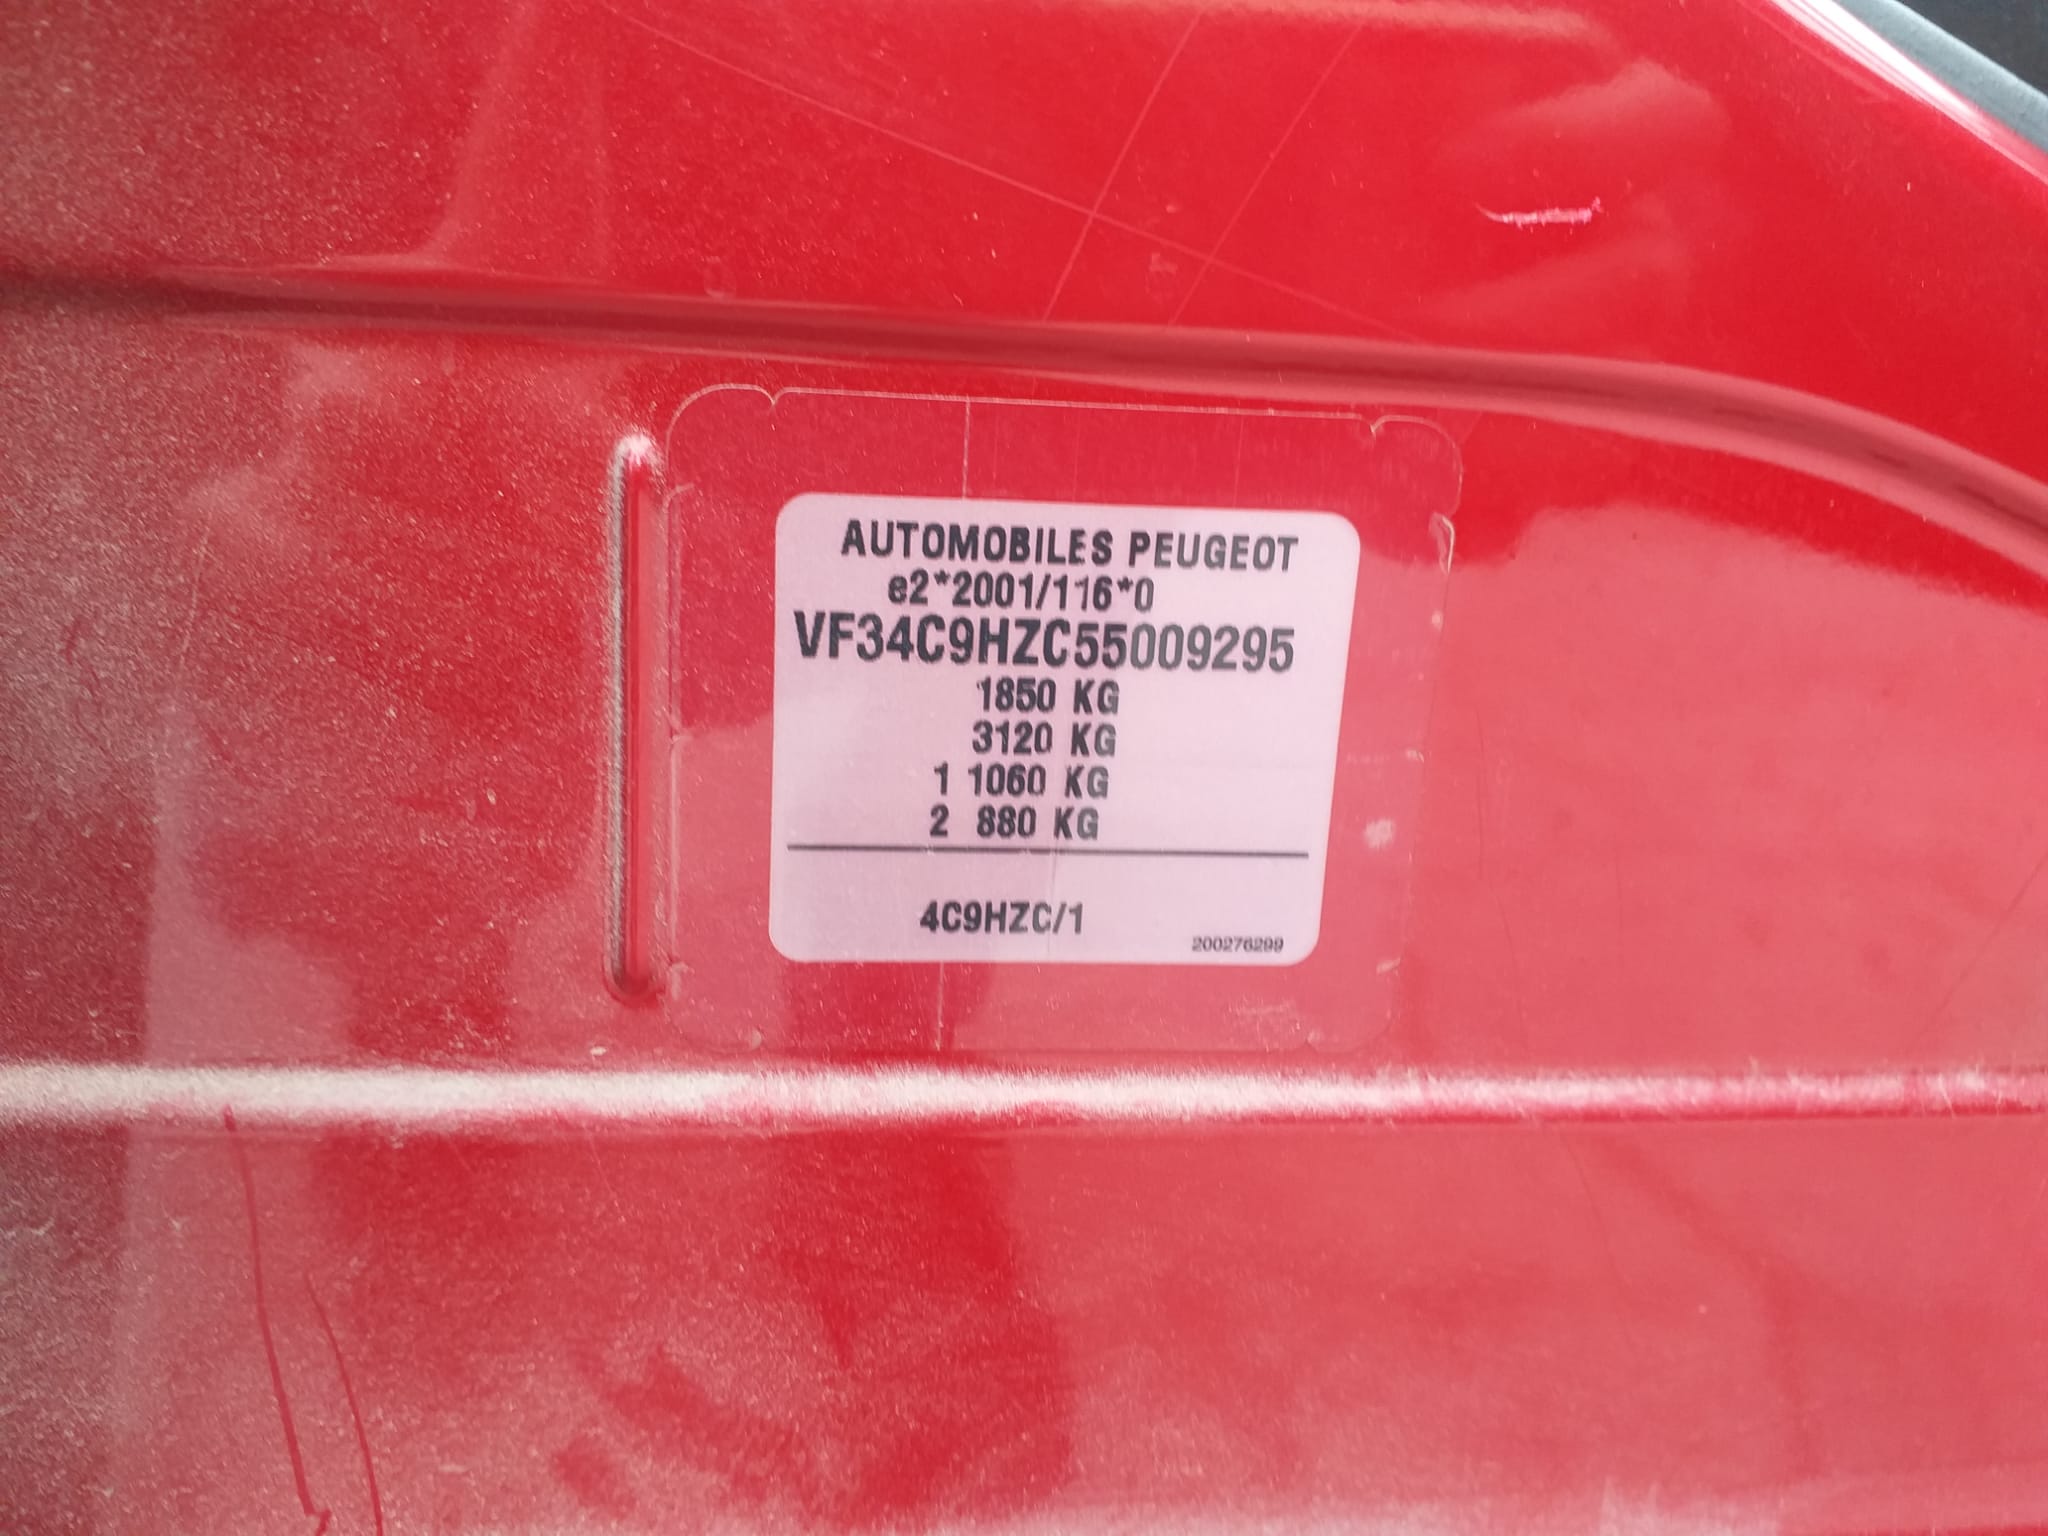 AUTOMOBILES PEUGEOT
e2*2001/116*0
VF34C9HZC55009295
1850 KG
3120 KG
1 1060 KG
2 880 KG
4C9HZC/1
200276299